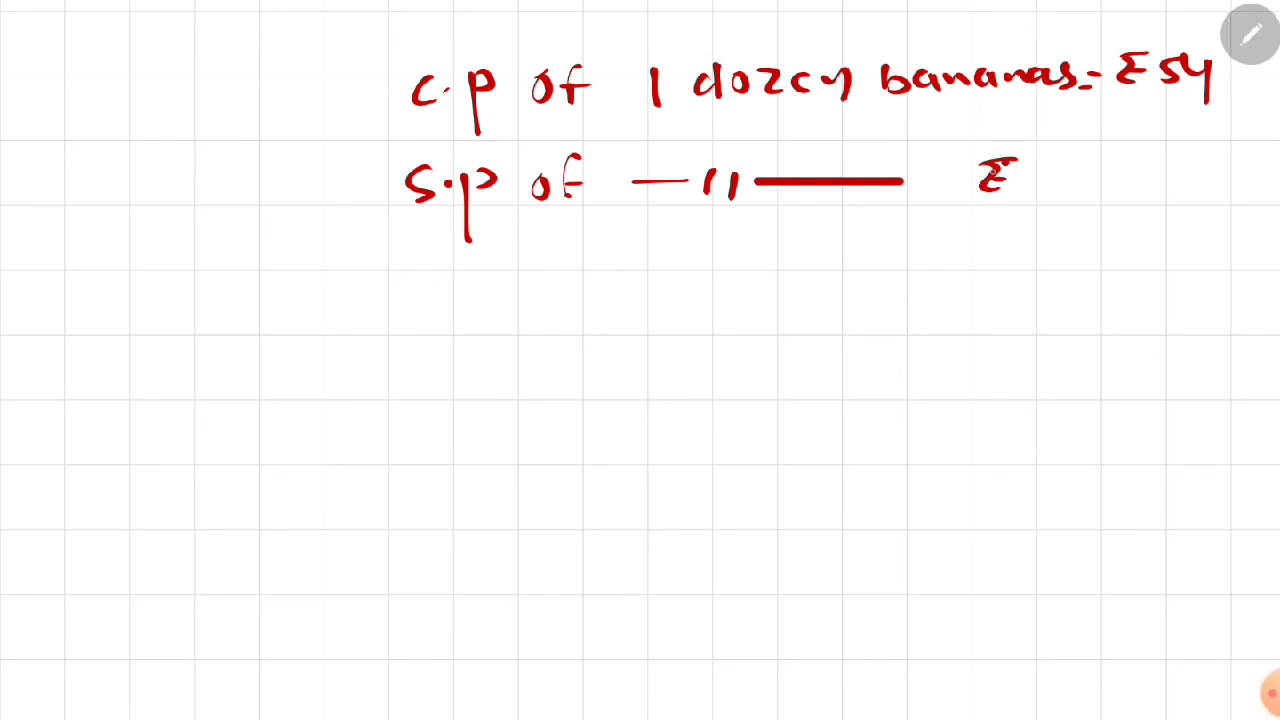 C.P of 1 dozen bananas = ₹ 54
S.P of — 11 —— ₹